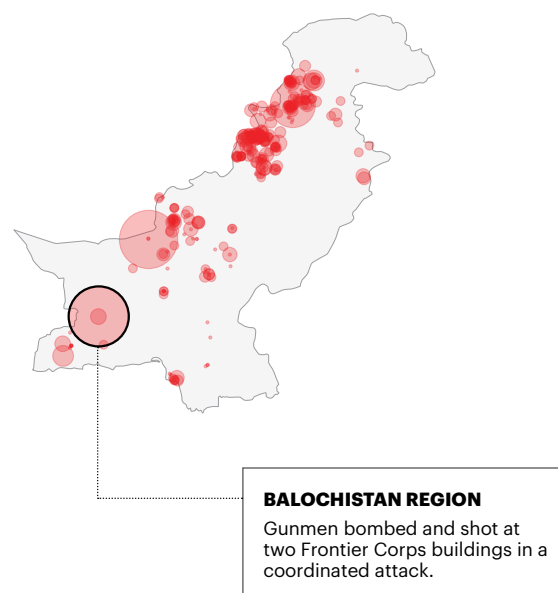 BALOCHISTAN REGION
Gunmen bombed and shot at
two Frontier Corps buildings in a
coordinated attack.